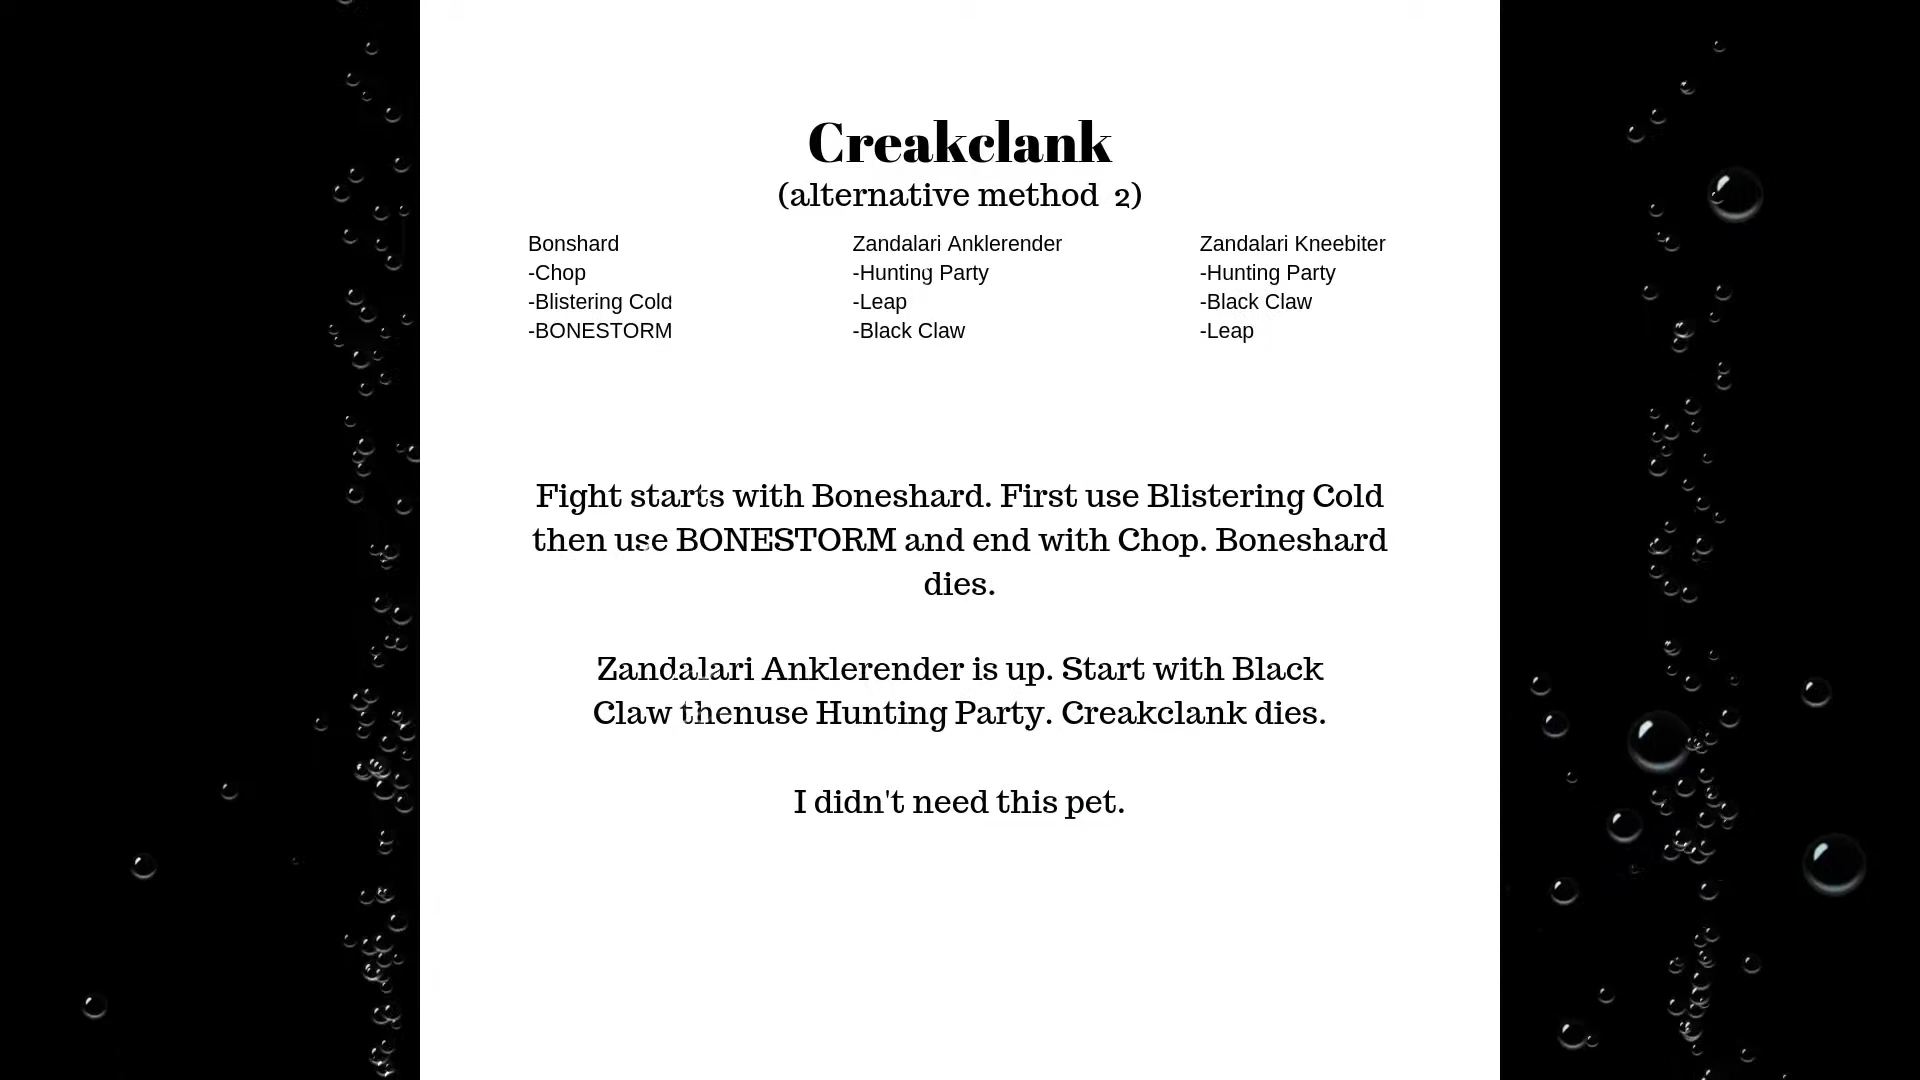 Creakclank
(alternative method 2)
Bonshard
-Chop
-Blistering Cold
-BONESTORM
Zandalari Anklerender
-Hunting Party
-Leap
-Black Claw
Zandalari Kneebiter
-Hunting Party
-Black Claw
-Leap
Fight starts with Boneshard. First use Blistering Cold
then use BONESTORM and end with Chop. Boneshard
dies.
Zandalari Anklerender is up. Start with Black
Claw thenuse Hunting Party. Creakclank dies.
I didn't need this pet.